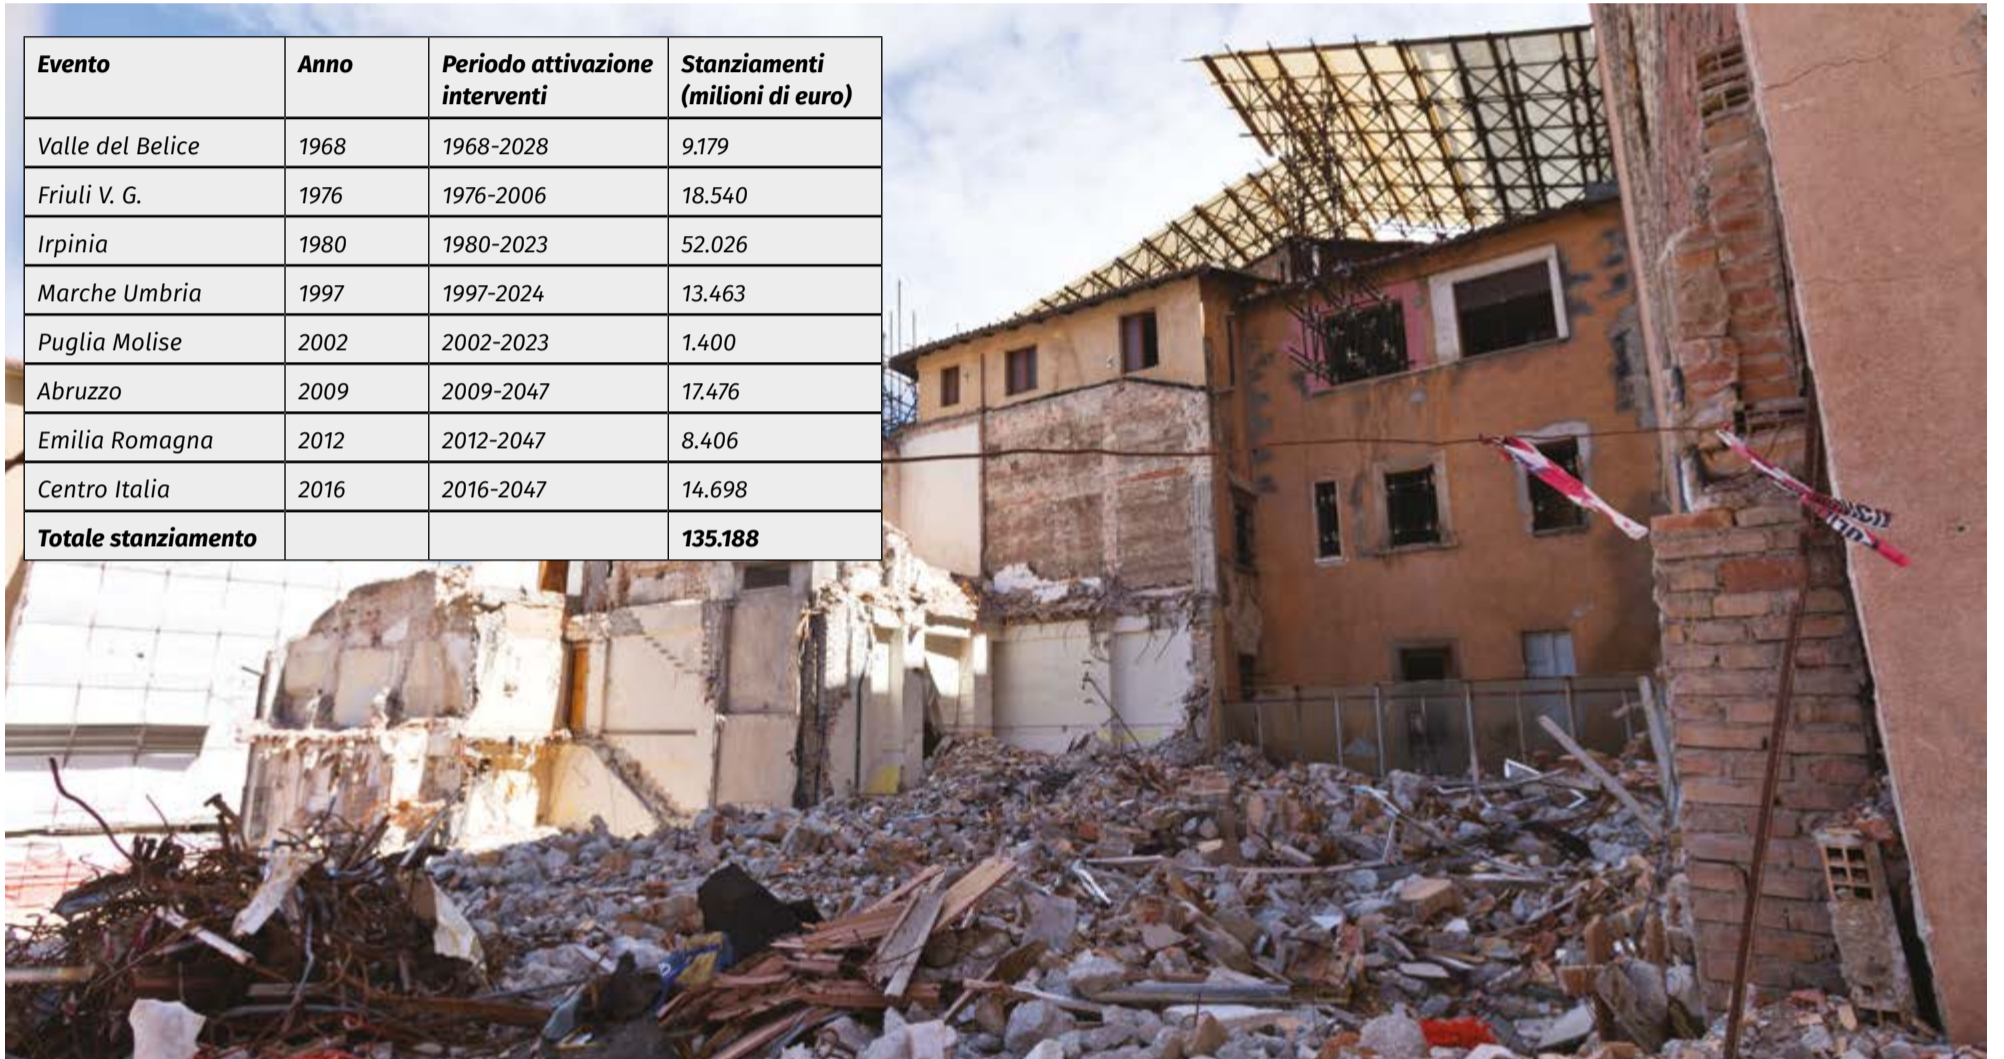 Evento Anno Periodo attivazione interventi Stanziamenti (milioni di euro)
Valle del Belice 1968 1968-2028 9.179
Friuli V. G. 1976 1976-2006 18.540
Irpinia 1980 1980-2023 52.026
Marche Umbria 1997 1997-2024 13.463
Puglia Molise 2002 2002-2023 1.400
Abruzzo 2009 2009-2047 17.476
Emilia Romagna 2012 2012-2047 8.406
Centro Italia 2016 2016-2047 14.698
Totale stanziamento 135.188